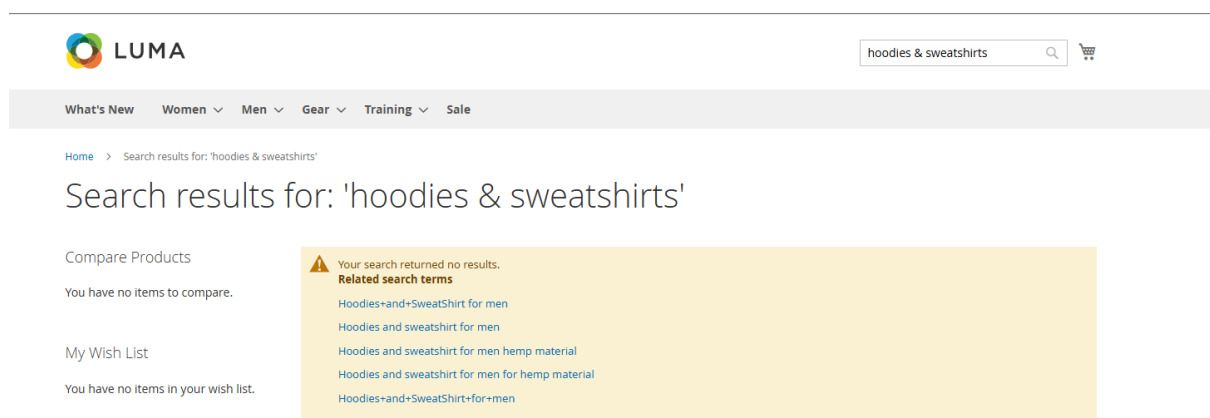 LUMA
hoodies & sweatshirts
What's New Women Men Gear Training Sale
Home > Search results for: 'hoodies & sweatshirts'
Search results for: 'hoodies & sweatshirts'
Compare Products
You have no items to compare.
My Wish List
You have no items in your wish list.
Your search returned no results.
Related search terms
Hoodies+and+SweatShirt for men
Hoodies and sweatshirt for men
Hoodies and sweatshirt for men hemp material
Hoodies and sweatshirt for men for hemp material
Hoodies+and+SweatShirt+for+men